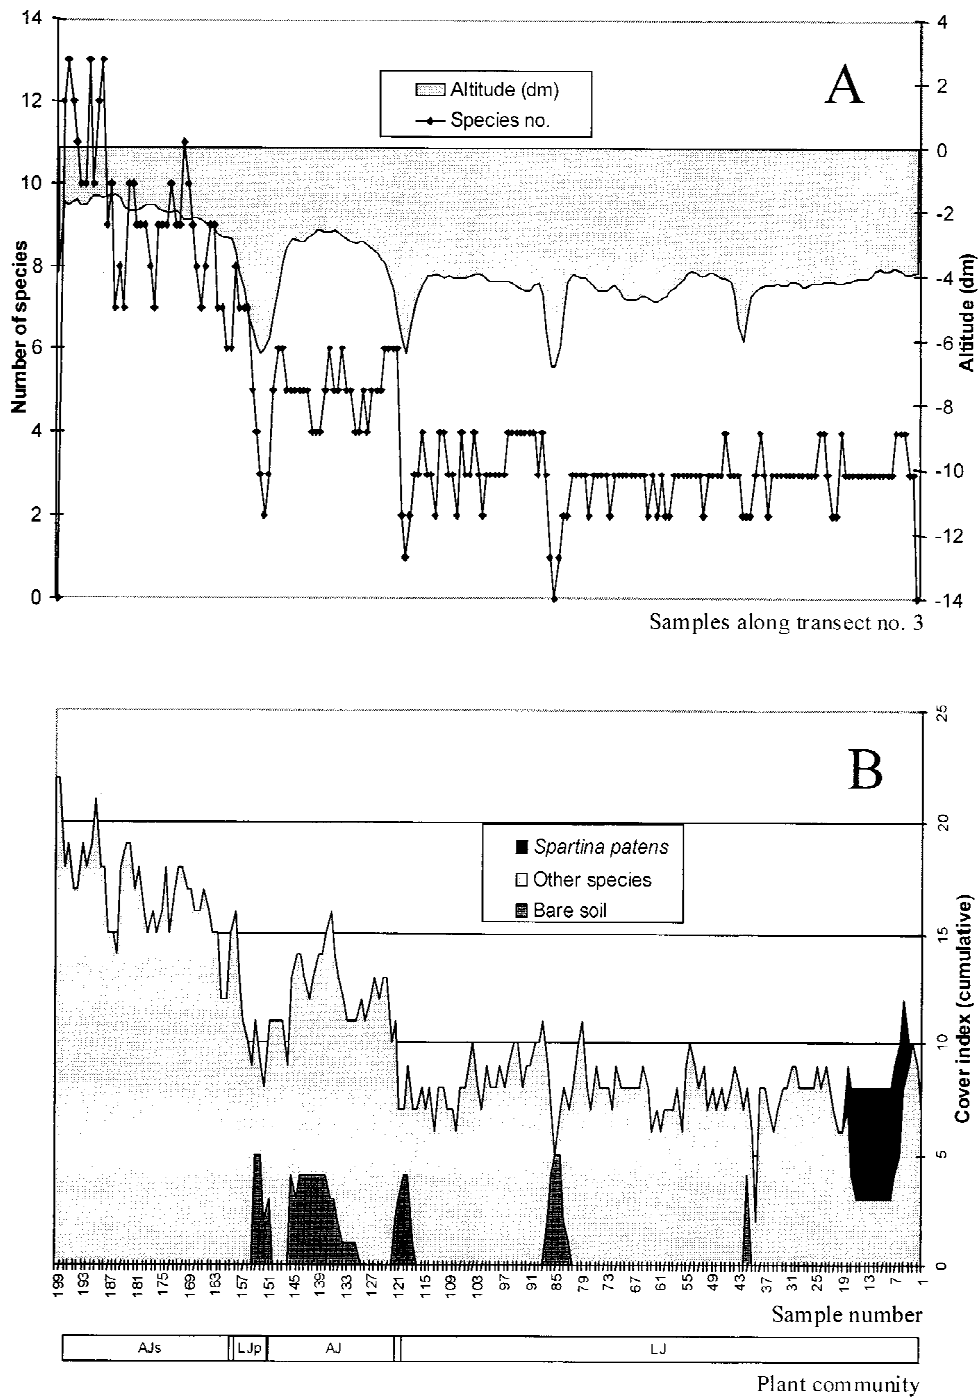 14
12
10
8
6
4
2
0
Number of species
4
2
0
-2
-4
-6
-8
-10
-12
-14
Altitude (dm)
A
Altitude (dm)
Species no.
Samples along transect no. 3
B
Spartina patens
Other species
Bare soil
25
20
15
10
5
0
Cover index (cumulative)
199 193 187 181 175 169 163 157 151 145 139 133 127 121 115 109 103 97 91 85 79 73 67 61 55 49 43 37 31 25 19 13 7 1
Sample number
AJs LJp AJ LJ
Plant community